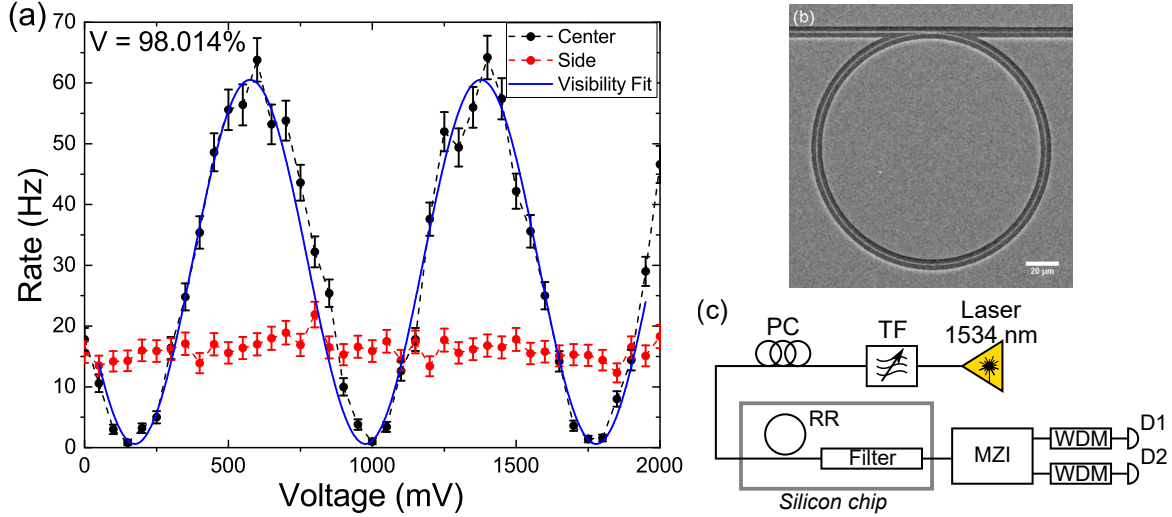 (a)
V = 98.014%
Center
Side
Visibility Fit
70
60
50
40
30
20
10
0
Rate (Hz)
0
500
1000
1500
2000
Voltage (mV)
(b)
20 µm
(c)
PC
TF
Laser
1534 nm
RR
Filter
Silicon chip
MZI
WDM
D1
WDM
D2